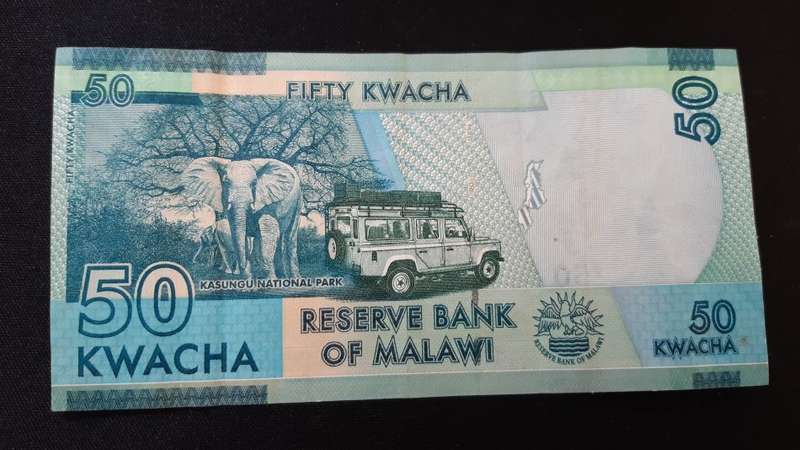 50
FIFTY KWACHA
FIFTY KWACHA
50
KASUNGU NATIONAL PARK
50
KWACHA
RESERVE BANK
OF MALAWI
RESERVE BANK OF MALAWI
50
KWACHA